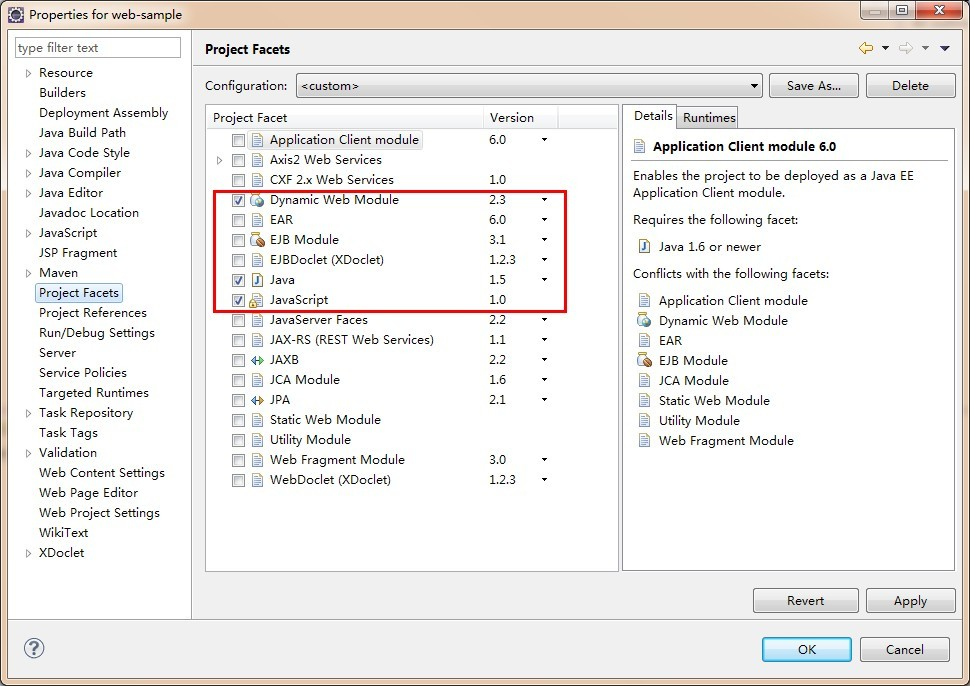 Properties for web-sample
type filter text
Resource
Builders
Deployment Assembly
Java Build Path
Java Code Style
Java Compiler
Java Editor
Javadoc Location
JavaScript
JSP Fragment
Maven
Project Facets
Project References
Run/Debug Settings
Server
Service Policies
Targeted Runtimes
Task Repository
Task Tags
Validation
Web Content Settings
Web Page Editor
Web Project Settings
WikiText
XDoclet
Project Facets
Configuration: <custom> Save As... Delete
Project Facet Version
Application Client module 6.0
Axis2 Web Services
CXF 2.x Web Services 1.0
Dynamic Web Module 2.3
EAR 6.0
EJB Module 3.1
EJBDoclet (XDoclet) 1.2.3
Java 1.5
JavaScript 1.0
JavaServer Faces 2.2
JAX-RS (REST Web Services) 1.1
JAXB 2.2
JCA Module 1.6
JPA 2.1
Static Web Module
Utility Module
Web Fragment Module 3.0
WebDoclet (XDoclet) 1.2.3
Details Runtimes
Application Client module 6.0
Enables the project to be deployed as a Java EE
Application Client module.
Requires the following facet:
Java 1.6 or newer
Conflicts with the following facets:
Application Client module
Dynamic Web Module
EAR
EJB Module
JCA Module
Static Web Module
Utility Module
Web Fragment Module
Revert Apply
OK Cancel